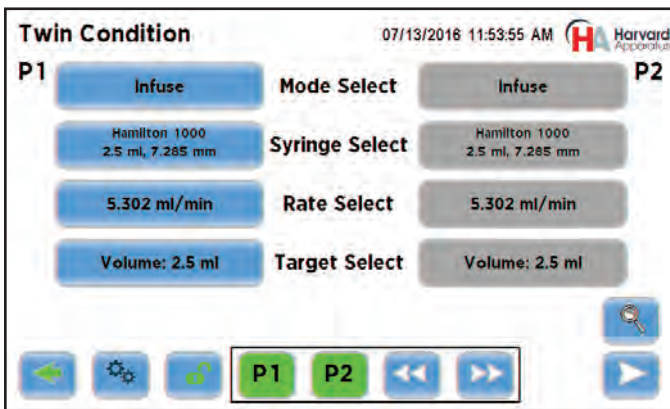 Twin Condition 07/13/2016 11:53:55 AM HA Harvard
Apparatus
P1 P2
Infuse Mode Select Infuse
Hamilton 1000
2.5 ml, 7.285 mm
Syringe Select
Hamilton 1000
2.5 ml, 7.285 mm
5.302 ml/min Rate Select 5.302 ml/min
Volume: 2.5 ml Target Select Volume: 2.5 ml
P1 P2